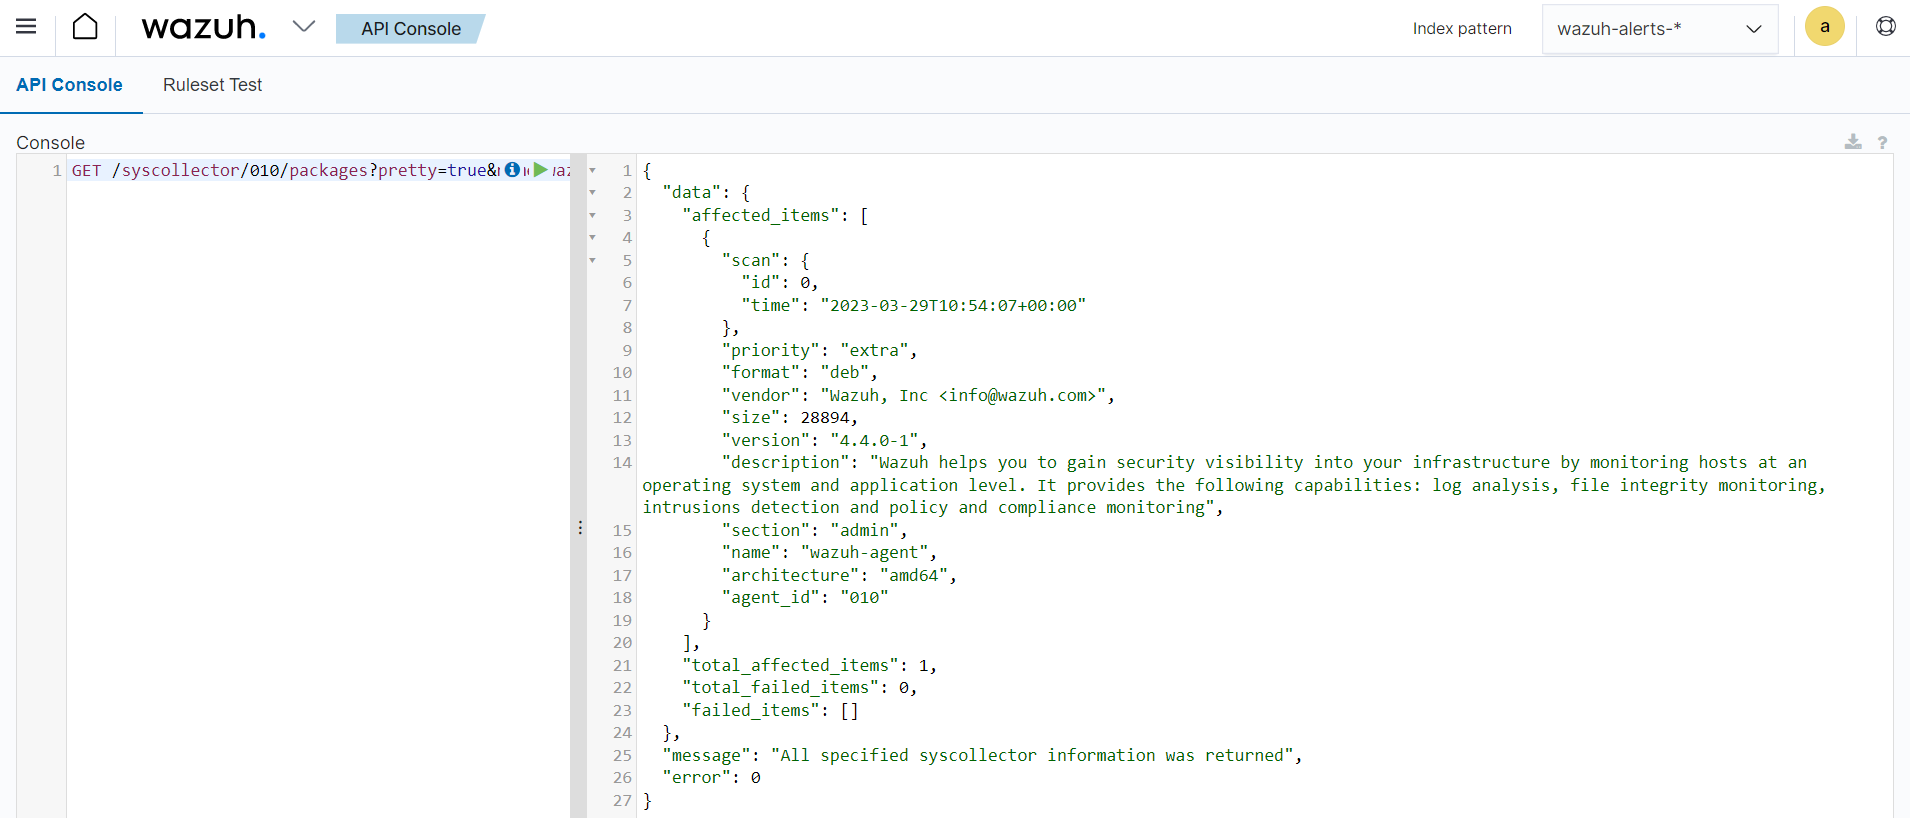 wazuh.
API Console
Index pattern
wazuh-alerts-*
a
API Console
Ruleset Test
Console
?
1 GET /syscollector/010/packages?pretty=true&
1 {
2 "data": {
3 "affected_items": [
4 {
5 "scan": {
6 "id": 0,
7 "time": "2023-03-29T10:54:07+00:00"
8 },
9 "priority": "extra",
10 "format": "deb",
11 "vendor": "Wazuh, Inc <info@wazuh.com>",
12 "size": 28894,
13 "version": "4.4.0-1",
14 "description": "Wazuh helps you to gain security visibility into your infrastructure by monitoring hosts at an
operating system and application level. It provides the following capabilities: log analysis, file integrity monitoring,
intrusions detection and policy and compliance monitoring",
15 "section": "admin",
16 "name": "wazuh-agent",
17 "architecture": "amd64",
18 "agent_id": "010"
19 }
20 ],
21 "total_affected_items": 1,
22 "total_failed_items": 0,
23 "failed_items": []
24 },
25 "message": "All specified syscollector information was returned",
26 "error": 0
27 }